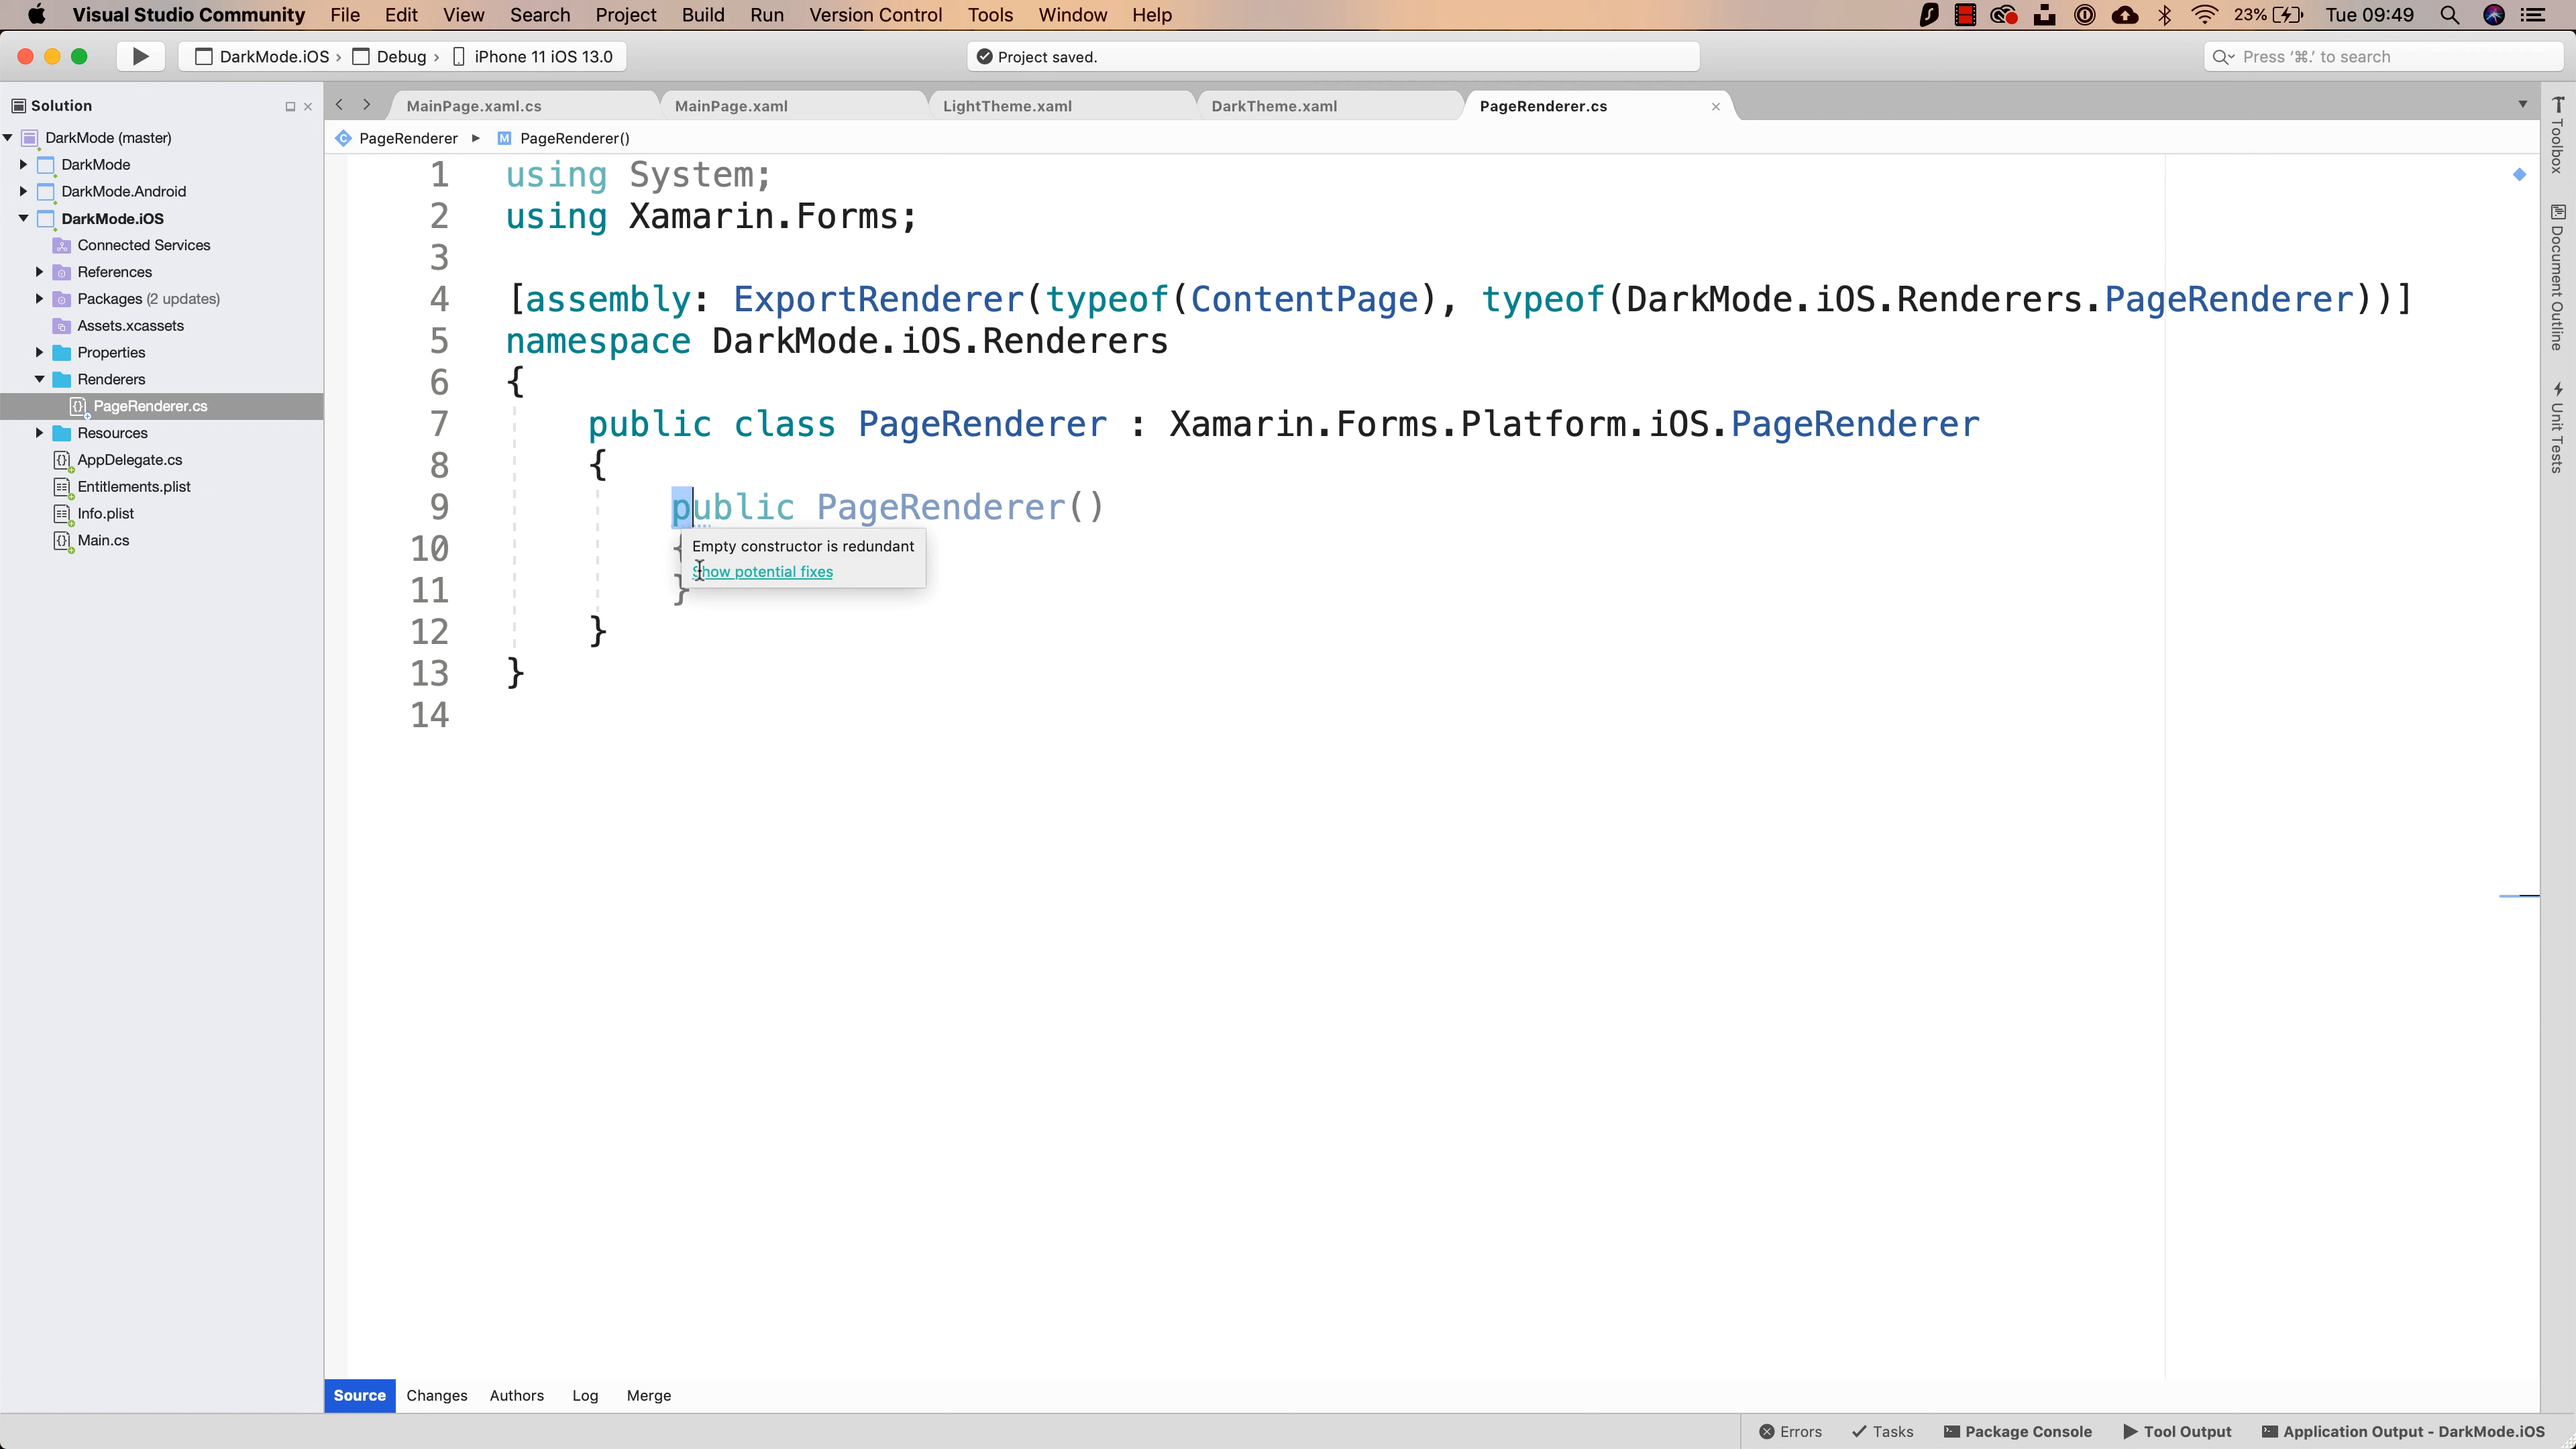 Visual Studio Community File Edit View Search Project Build Run Version Control Tools Window Help 23% Tue 09:49
DarkMode.iOS › Debug › iPhone 11 iOS 13.0 Project saved. Press ‘⌘.’ to search
Solution
DarkMode (master)
DarkMode
DarkMode.Android
DarkMode.iOS
Connected Services
References
Packages (2 updates)
Assets.xcassets
Properties
Renderers
PageRenderer.cs
Resources
AppDelegate.cs
Entitlements.plist
Info.plist
Main.cs
MainPage.xaml.cs MainPage.xaml LightTheme.xaml DarkTheme.xaml PageRenderer.cs
PageRenderer PageRenderer()
1 using System;
2 using Xamarin.Forms;
3
4 [assembly: ExportRenderer(typeof(ContentPage), typeof(DarkMode.iOS.Renderers.PageRenderer))]
5 namespace DarkMode.iOS.Renderers
6 {
7 public class PageRenderer : Xamarin.Forms.Platform.iOS.PageRenderer
8 {
9 public PageRenderer()
10 {
11 }
12 }
13 }
14
Empty constructor is redundant
Show potential fixes
Toolbox
Document Outline
Unit Tests
Source Changes Authors Log Merge
Errors Tasks Package Console Tool Output Application Output - DarkMode.iOS